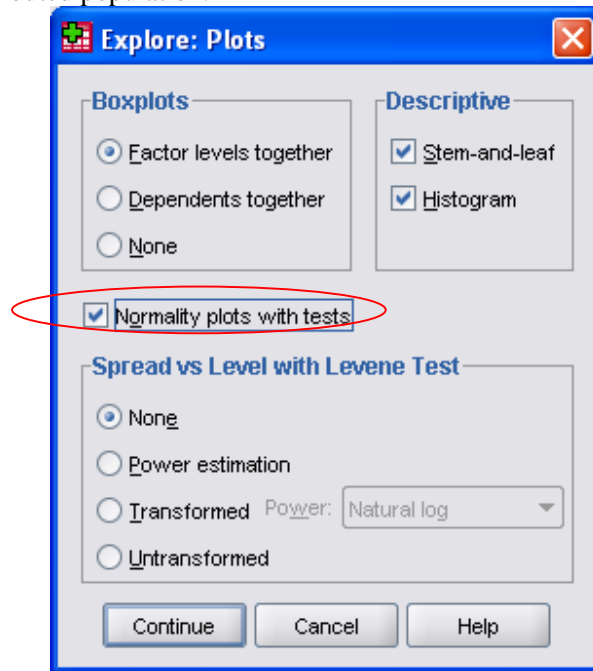 Explore: Plots
Boxplots
Factor levels together
Dependents together
None
Descriptive
Stem-and-leaf
Histogram
Normality plots with tests
Spread vs Level with Levene Test
None
Power estimation
Transformed Power: Natural log
Untransformed
Continue Cancel Help